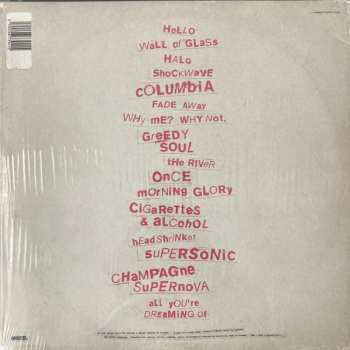 HeLLO
WaLL of GLaSs
HALO
SHoCKWaVe
cOLUMbiA
FADE AWAY
WHy mE? WHY NOt.
GrEEDY
SOUL
tHe RIVeR
OnCE
mOrNING GLORY
CiGaReTTeS
& ALCohOL
hEadShriNKer
SuPERSONiC
CHaMPAGne
SuPERNOVA
aLL yOU'Re
DREaMiNG Of